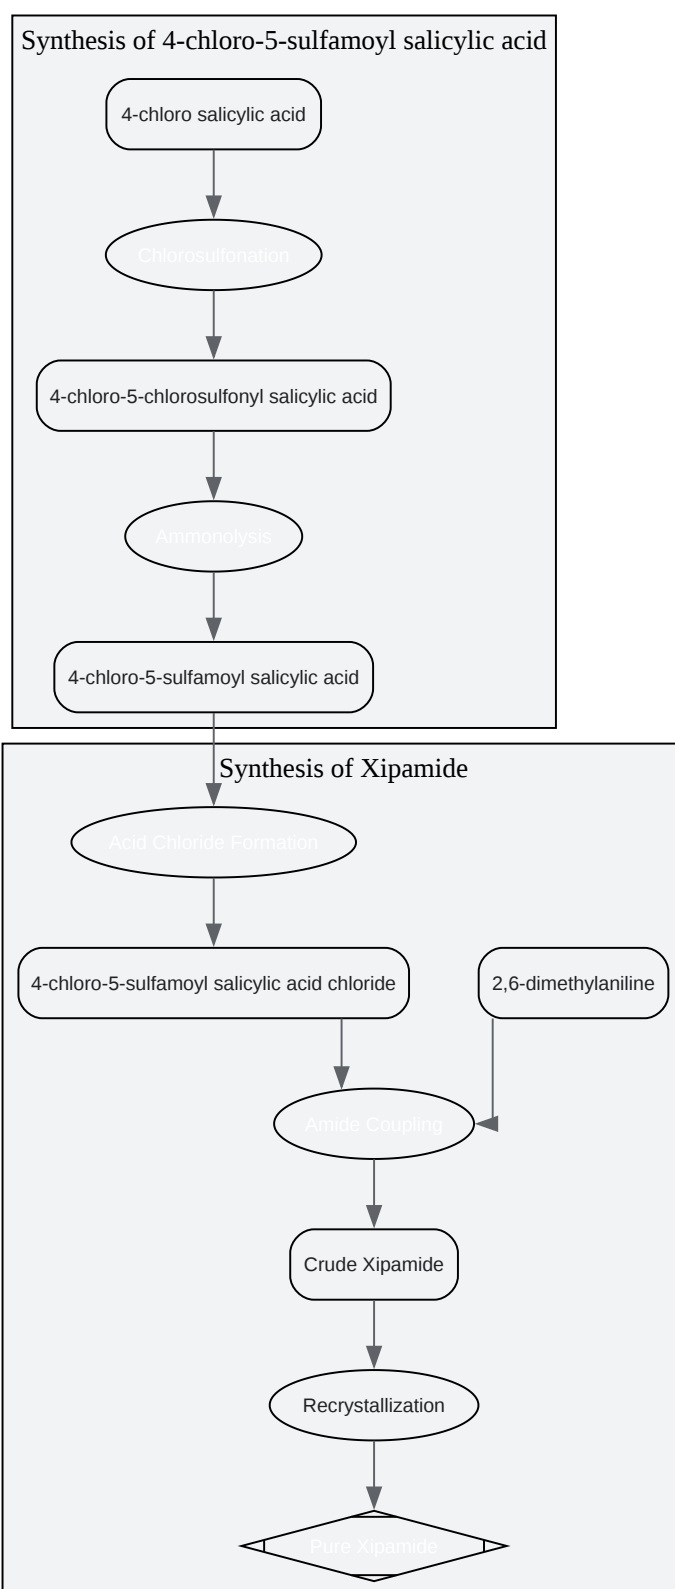 Synthesis of 4-chloro-5-sulfamoyl salicylic acid
4-chloro salicylic acid
Chlorosulfonation
4-chloro-5-chlorosulfonyl salicylic acid
Ammonolysis
4-chloro-5-sulfamoyl salicylic acid
Synthesis of Xipamide
Acid Chloride Formation
4-chloro-5-sulfamoyl salicylic acid chloride
2,6-dimethylaniline
Amide Coupling
Crude Xipamide
Recrystallization
Pure Xipamide